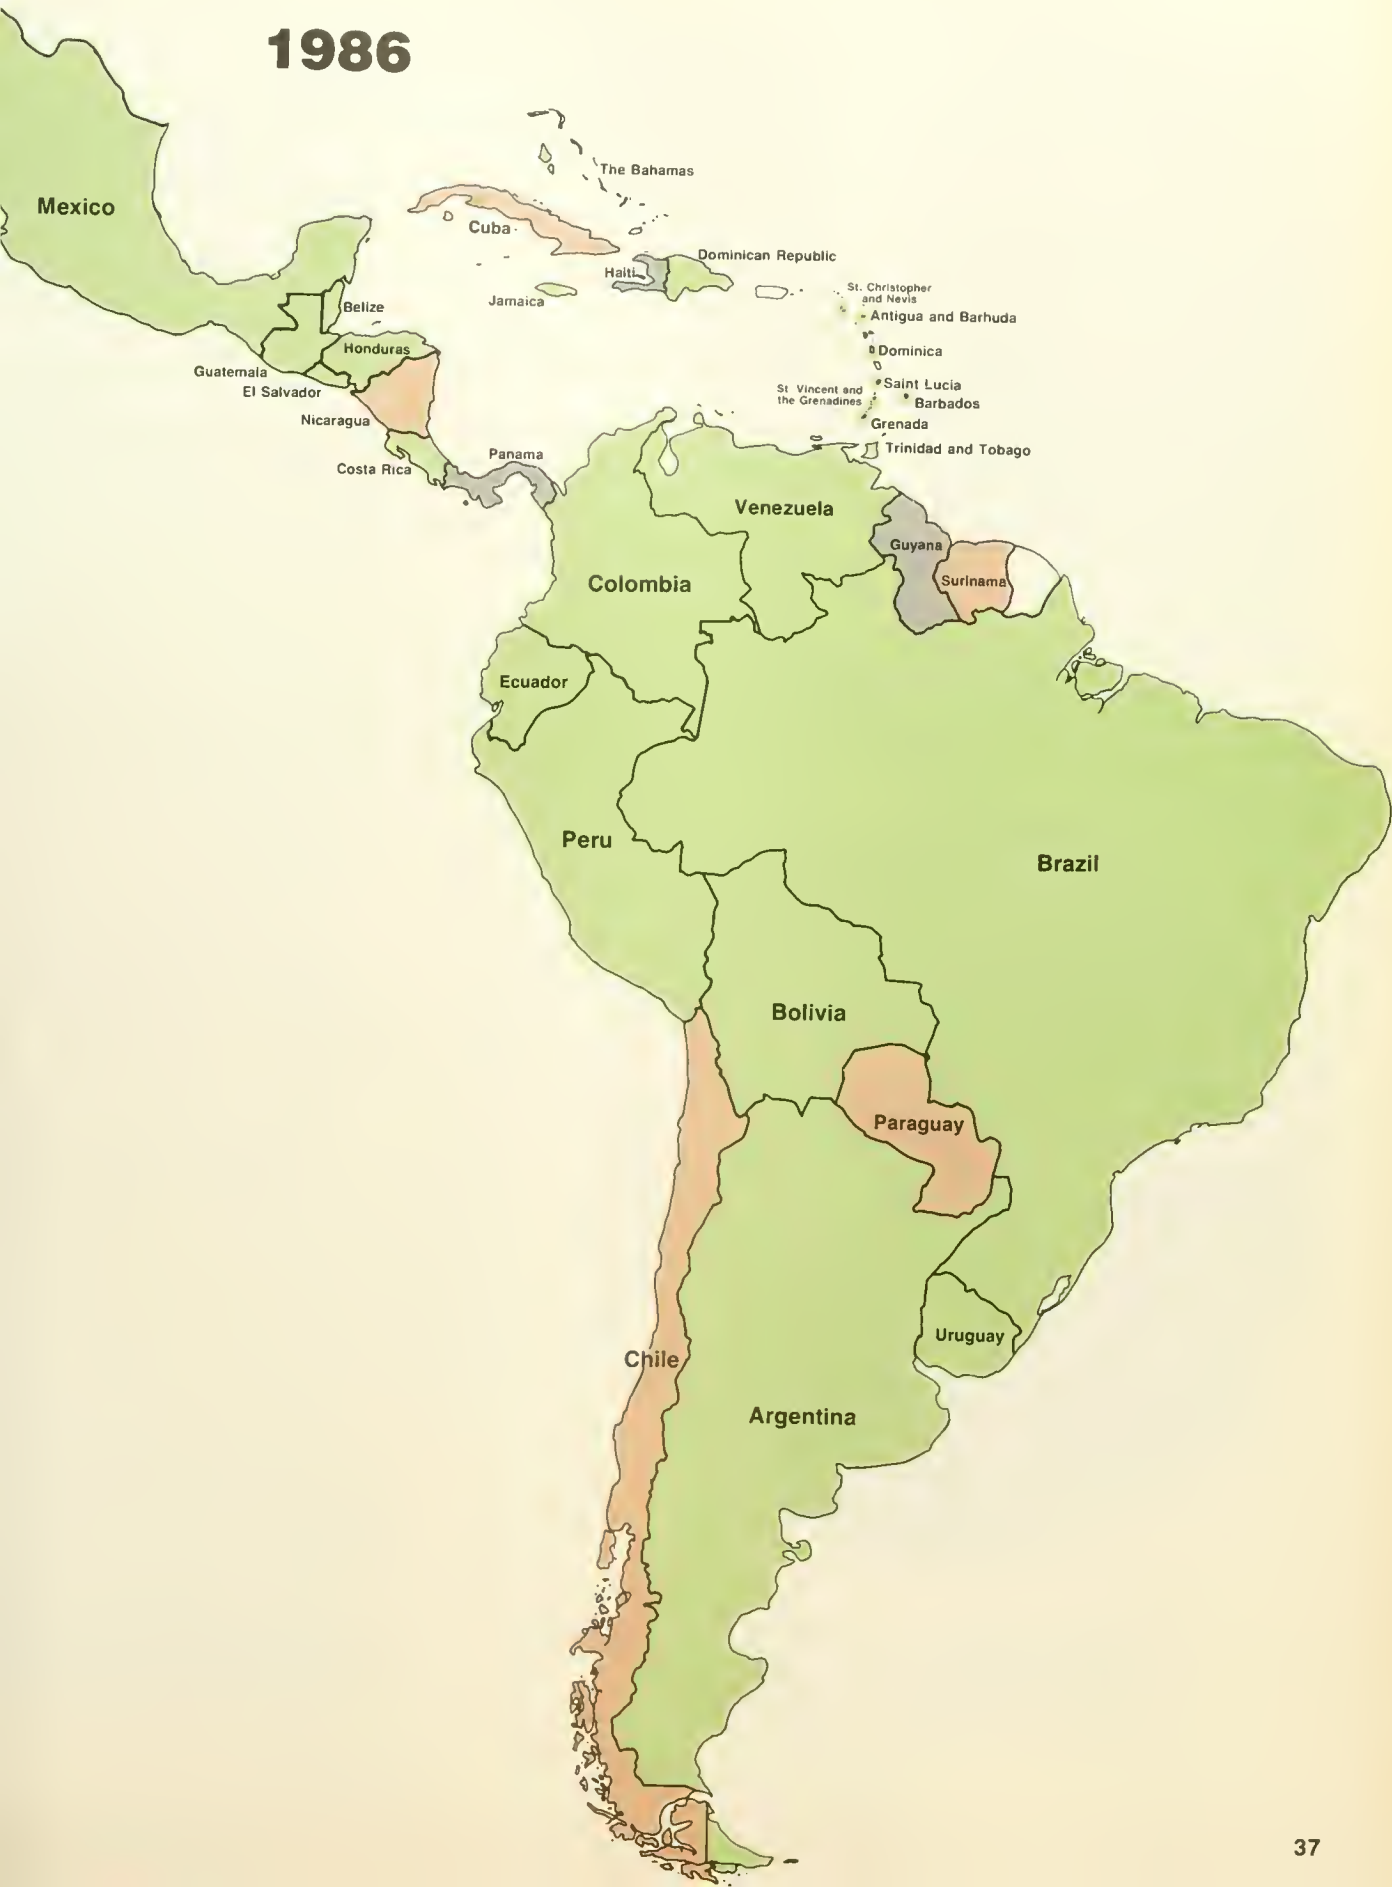 1986
The Bahamas
Mexico
Cuba
Dominican Republic
Haiti
St. Christopher
and Nevis
Jamaica
Belize
Antigua and Barhuda
Honduras
Dominica
Guatemala
El Salvador
Saint Lucia
St Vincent and
the Grenadines
Barbados
Nicaragua
Grenada
Trinidad and Tobago
Panama
Costa Rica
Venezuela
Guyana
Surinama
Colombia
Ecuador
Peru
Brazil
Bolivia
Paraguay
Uruguay
Chile
Argentina
37